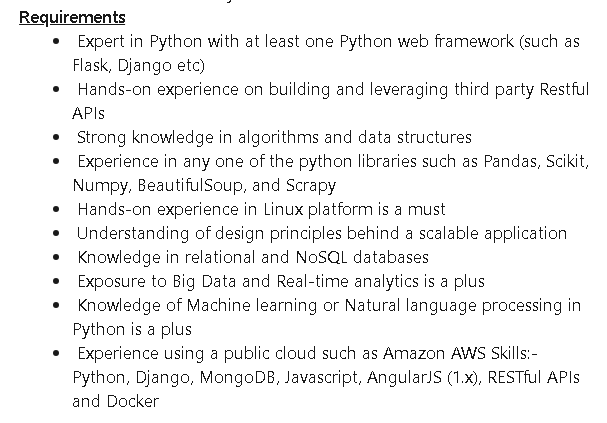 Requirements
• Expert in Python with at least one Python web framework (such as
Flask, Django etc)
• Hands-on experience on building and leveraging third party Restful
APIs
• Strong knowledge in algorithms and data structures
• Experience in any one of the python libraries such as Pandas, Scikit,
Numpy, BeautifulSoup, and Scrapy
• Hands-on experience in Linux platform is a must
• Understanding of design principles behind a scalable application
• Knowledge in relational and NoSQL databases
• Exposure to Big Data and Real-time analytics is a plus
• Knowledge of Machine learning or Natural language processing in
Python is a plus
• Experience using a public cloud such as Amazon AWS Skills:-
Python, Django, MongoDB, Javascript, AngularJS (1.x), RESTful APIs
and Docker